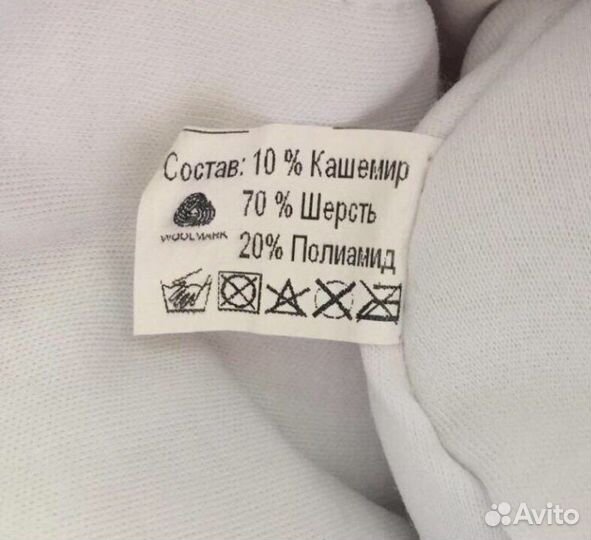 Состав: 10 % Кашемир
70 % Шерсть
WOOLMARK
20% Полиамид
Avito